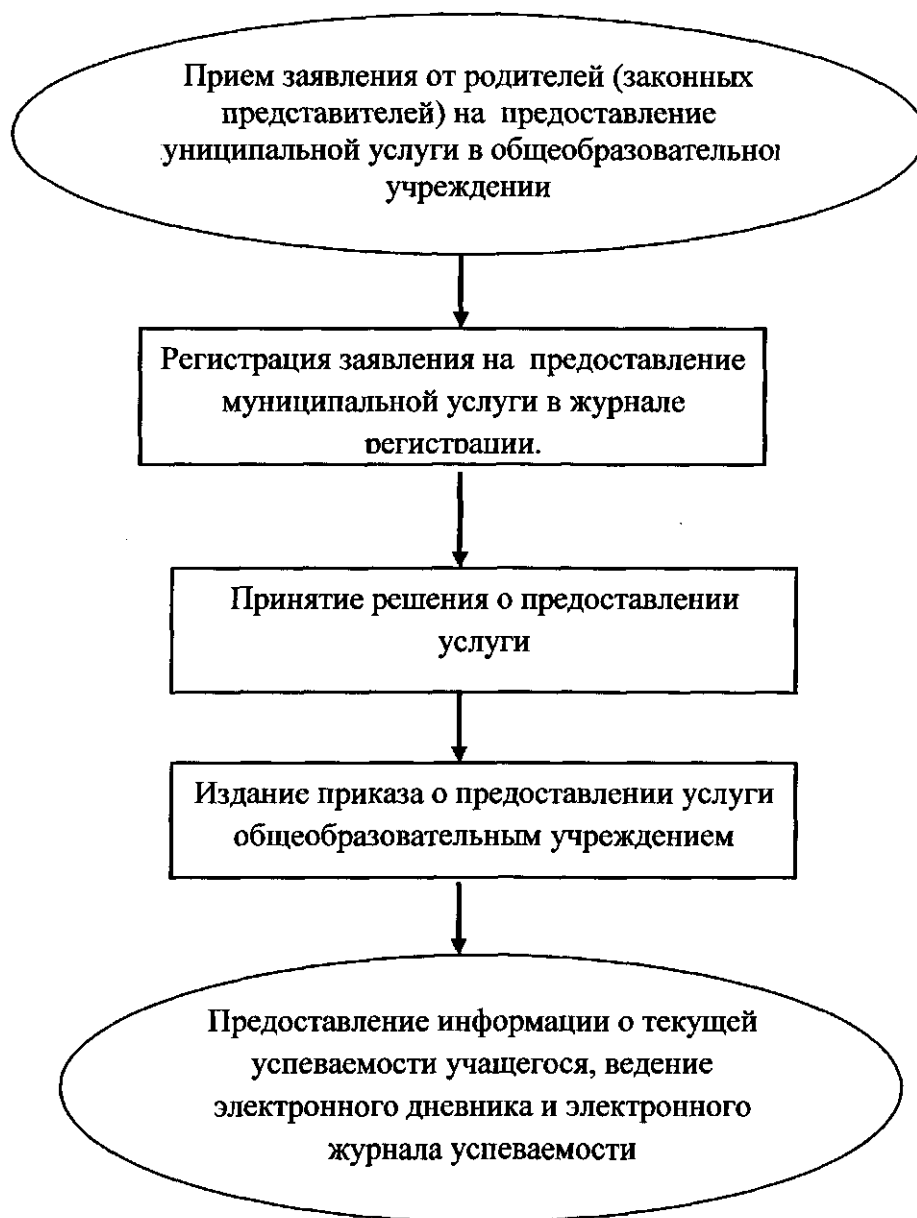 Прием заявления от родителей (законных
представителей) на предоставление
униципальной услуги в общеобразовательно
учреждении
Регистрация заявления на предоставление
муниципальной услуги в журнале
регистрации.
Принятие решения о предоставлении
услуги
Издание приказа о предоставлении услуги
общеобразовательным учреждением
Предоставление информации о текущей
успеваемости учащегося, ведение
электронного дневника и электронного
журнала успеваемости